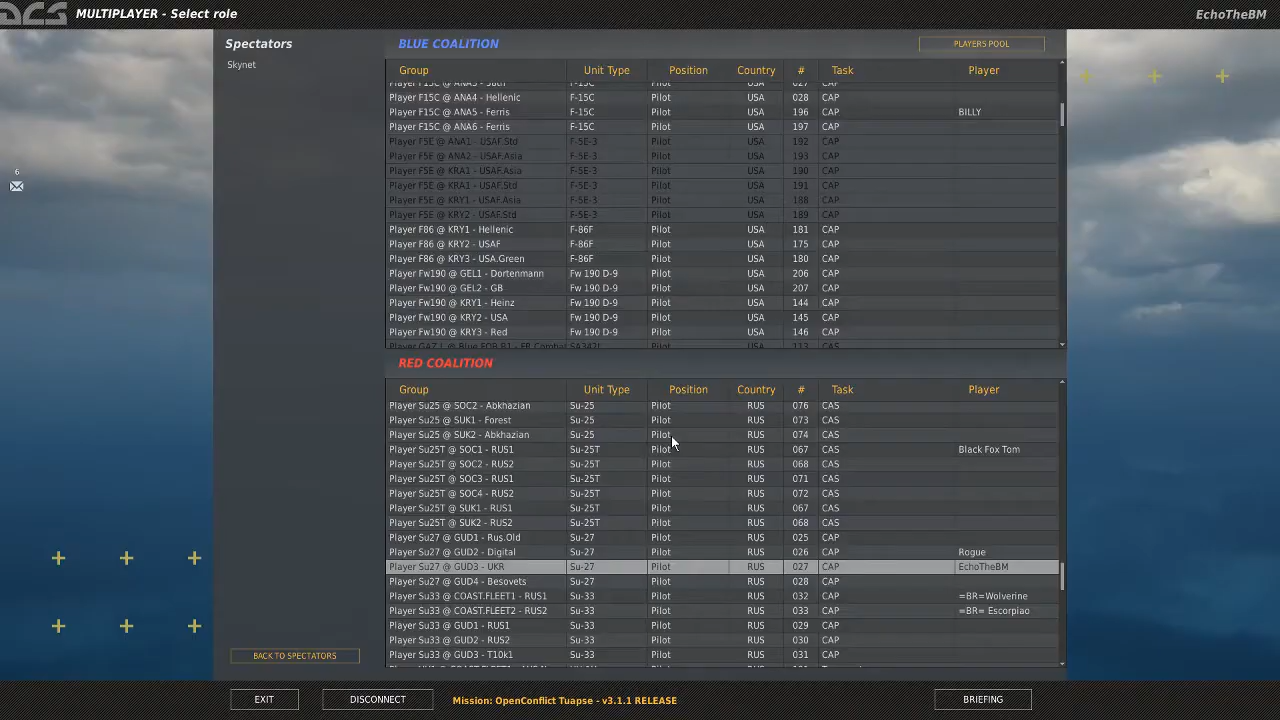 DCS MULTIPLAYER - Select role EchoTheBM
Spectators
Skynet
6
BLUE COALITION PLAYERS POOL
Group Unit Type Position Country # Task Player
F-15C Pilot USA 027 CAP
Player F15C @ ANA4 - Hellenic F-15C Pilot USA 028 CAP
Player F15C @ ANA5 - Ferris F-15C Pilot USA 196 CAP BILLY
Player F15C @ ANA6 - Ferris F-15C Pilot USA 197 CAP
Player F5E @ ANA1 - USAF.Std F-5E-3 Pilot USA 192 CAP
Player F5E @ ANA2 - USAF.Asia F-5E-3 Pilot USA 193 CAP
Player F5E @ KRA1 - USAF.Asia F-5E-3 Pilot USA 190 CAP
Player F5E @ KRA1 - USAF.Std F-5E-3 Pilot USA 191 CAP
Player F5E @ KRY1 - USAF.Asia F-5E-3 Pilot USA 188 CAP
Player F5E @ KRY2 - USAF.Std F-5E-3 Pilot USA 189 CAP
Player F86 @ KRY1 - Hellenic F-86F Pilot USA 181 CAP
Player F86 @ KRY2 - USAF F-86F Pilot USA 175 CAP
Player F86 @ KRY3 - USA.Green F-86F Pilot USA 180 CAP
Player Fw190 @ GEL1 - Dortenmann Fw 190 D-9 Pilot USA 206 CAP
Player Fw190 @ GEL2 - GB Fw 190 D-9 Pilot USA 207 CAP
Player Fw190 @ KRY1 - Heinz Fw 190 D-9 Pilot USA 144 CAP
Player Fw190 @ KRY2 - USA Fw 190 D-9 Pilot USA 145 CAP
Player Fw190 @ KRY3 - Red Fw 190 D-9 Pilot USA 146 CAP
Player GAZ L @ Blue FOB B1 - FR Combat SA342L Pilot USA 113 CAS
RED COALITION
Group Unit Type Position Country # Task Player
Player Su25 @ SOC2 - Abkhazian Su-25 Pilot RUS 076 CAS
Player Su25 @ SUK1 - Forest Su-25 Pilot RUS 073 CAS
Player Su25 @ SUK2 - Abkhazian Su-25 Pilot RUS 074 CAS
Player Su25T @ SOC1 - RUS1 Su-25T Pilot RUS 067 CAS Black Fox Tom
Player Su25T @ SOC2 - RUS2 Su-25T Pilot RUS 068 CAS
Player Su25T @ SOC3 - RUS1 Su-25T Pilot RUS 071 CAS
Player Su25T @ SOC4 - RUS2 Su-25T Pilot RUS 072 CAS
Player Su25T @ SUK1 - RUS1 Su-25T Pilot RUS 067 CAS
Player Su25T @ SUK2 - RUS2 Su-25T Pilot RUS 068 CAS
Player Su27 @ GUD1 - Rus.Old Su-27 Pilot RUS 025 CAP
Player Su27 @ GUD2 - Digital Su-27 Pilot RUS 026 CAP Rogue
Player Su27 @ GUD3 - UKR Su-27 Pilot RUS 027 CAP EchoTheBM
Player Su27 @ GUD4 - Besovets Su-27 Pilot RUS 028 CAP
Player Su33 @ COAST.FLEET1 - RUS1 Su-33 Pilot RUS 032 CAP =BR=Wolverine
Player Su33 @ COAST.FLEET2 - RUS2 Su-33 Pilot RUS 033 CAP =BR= Escorpiao
Player Su33 @ GUD1 - RUS1 Su-33 Pilot RUS 029 CAP
Player Su33 @ GUD2 - RUS2 Su-33 Pilot RUS 030 CAP
Player Su33 @ GUD3 - T10k1 Su-33 Pilot RUS 031 CAP
BACK TO SPECTATORS
EXIT DISCONNECT Mission: OpenConflict Tuapse - v3.1.1 RELEASE BRIEFING